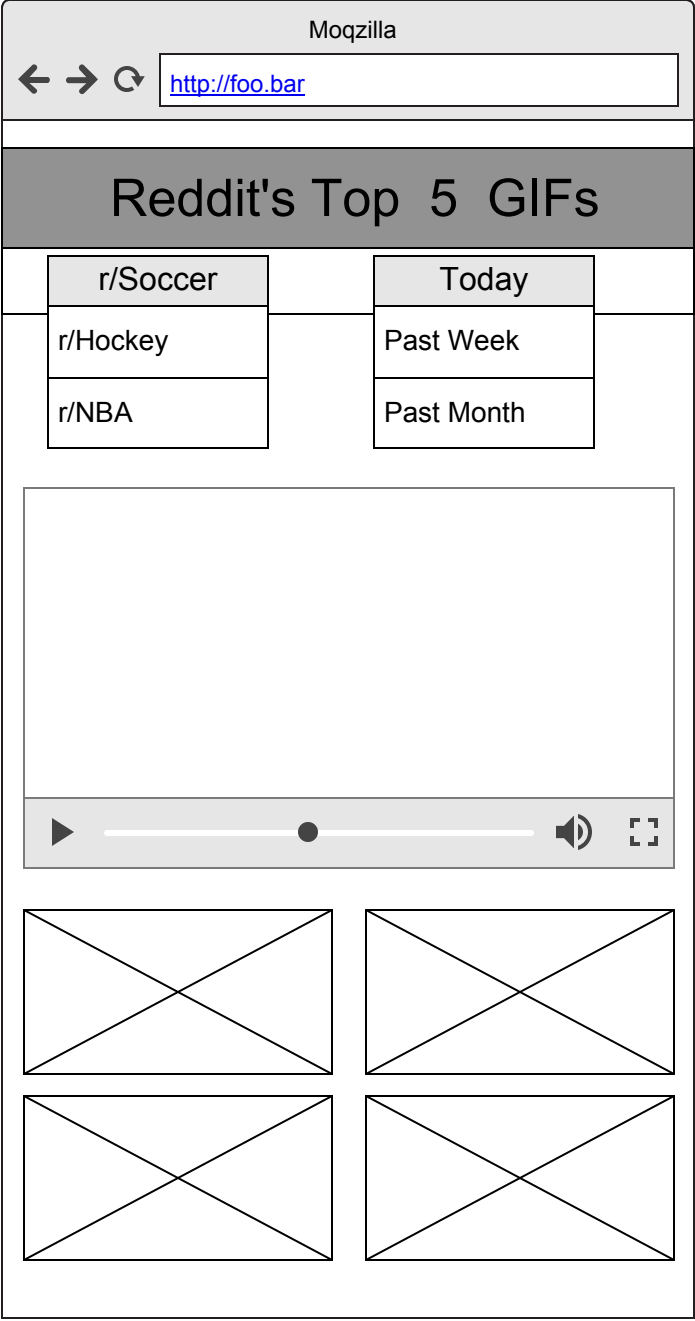 Moqzilla
http://foo.bar
Reddit's Top 5 GIFs
r/Soccer
r/Hockey
r/NBA
Today
Past Week
Past Month